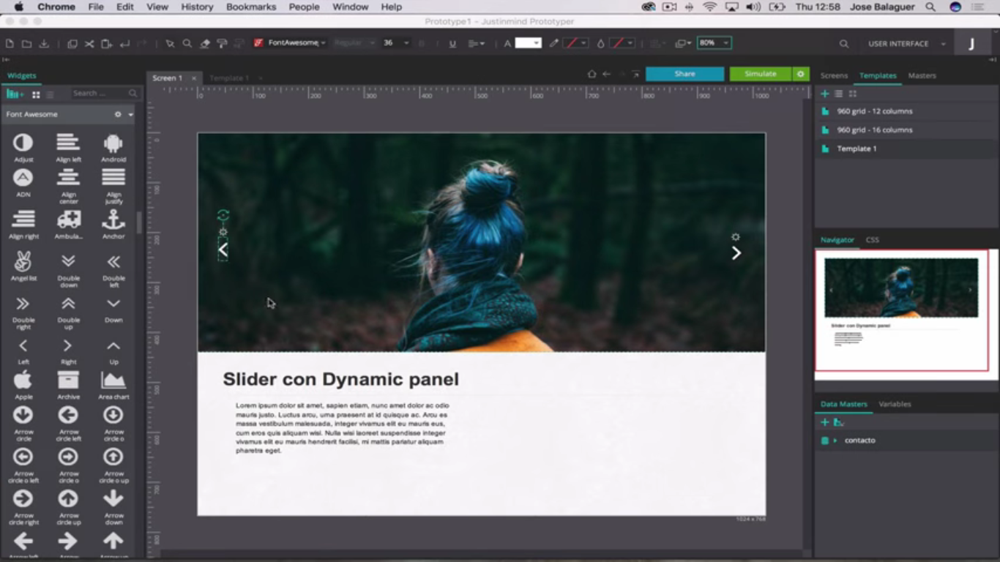 Chrome File Edit View History Bookmarks People Window Help Thu 12:58 Jose Balaguer
Prototype1 – Justinmind Prototyper
FontAwesome Regular 36 B I U A 80% USER INTERFACE J
Widgets
Screen 1 × Template 1
Share
Simulate
Screens Templates Masters
Search ...
0 100 200 300 400 500 600 700 800 900 1000
Font Awesome
960 grid - 12 columns
960 grid - 16 columns
Template 1
Adjust Align left Android
ADN Align center Align justify
Align right Ambula... Anchor
Angel list Double down Double left
Double right Double up Down
Left Right Up
Apple Archive Area chart
Arrow circle Arrow circle left Arrow circle o
Arrow circle o left Arrow circle o Arrow circle o up
Arrow circle right Arrow circle up Arrow down
0
100
200
300
400
500
600
700
800
Slider con Dynamic panel
Lorem ipsum dolor sit amet, sapien etiam, nunc amet dolor ac odio
mauris justo. Luctus arcu, urna praesent at id quisque ac. Arcu es
massa vestibulum malesuada, integer vivamus elit eu mauris eus,
cum eros quis aliquam wisi. Nulla wisi laoreet suspendisse integer
vivamus elit eu mauris hendrerit facilisi, mi mattis pariatur aliquam
pharetra eget.
1024 x 768
Navigator CSS
Slider con Dynamic panel
Data Masters Variables
contacto